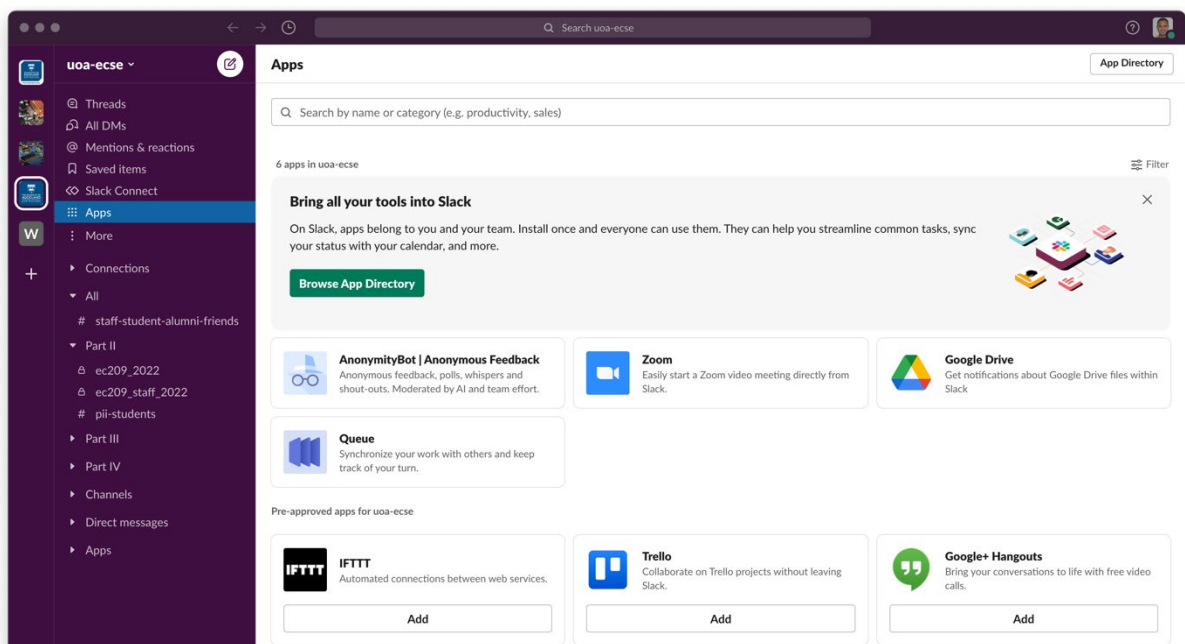 Search uoa-ecse
uoa-ecse
Threads
All DMs
@ Mentions & reactions
Saved items
Slack Connect
Apps
More
Connections
All
# staff-student-alumni-friends
Part II
ec209_2022
ec209_staff_2022
# pii-students
Part III
Part IV
Channels
Direct messages
Apps
W
+
Apps
App Directory
Search by name or category (e.g. productivity, sales)
6 apps in uoa-ecse
Filter
Bring all your tools into Slack
On Slack, apps belong to you and your team. Install once and everyone can use them. They can help you streamline common tasks, sync
your status with your calendar, and more.
Browse App Directory
AnonymityBot | Anonymous Feedback
Anonymous feedback, polls, whispers and
shout-outs. Moderated by AI and team effort.
Zoom
Easily start a Zoom video meeting directly from
Slack.
Google Drive
Get notifications about Google Drive files within
Slack
Queue
Synchronize your work with others and keep
track of your turn.
Pre-approved apps for uoa-ecse
IFTTT
IFTTT
Automated connections between web services.
Add
Trello
Collaborate on Trello projects without leaving
Slack.
Add
Google+ Hangouts
Bring your conversations to life with free video
calls.
Add